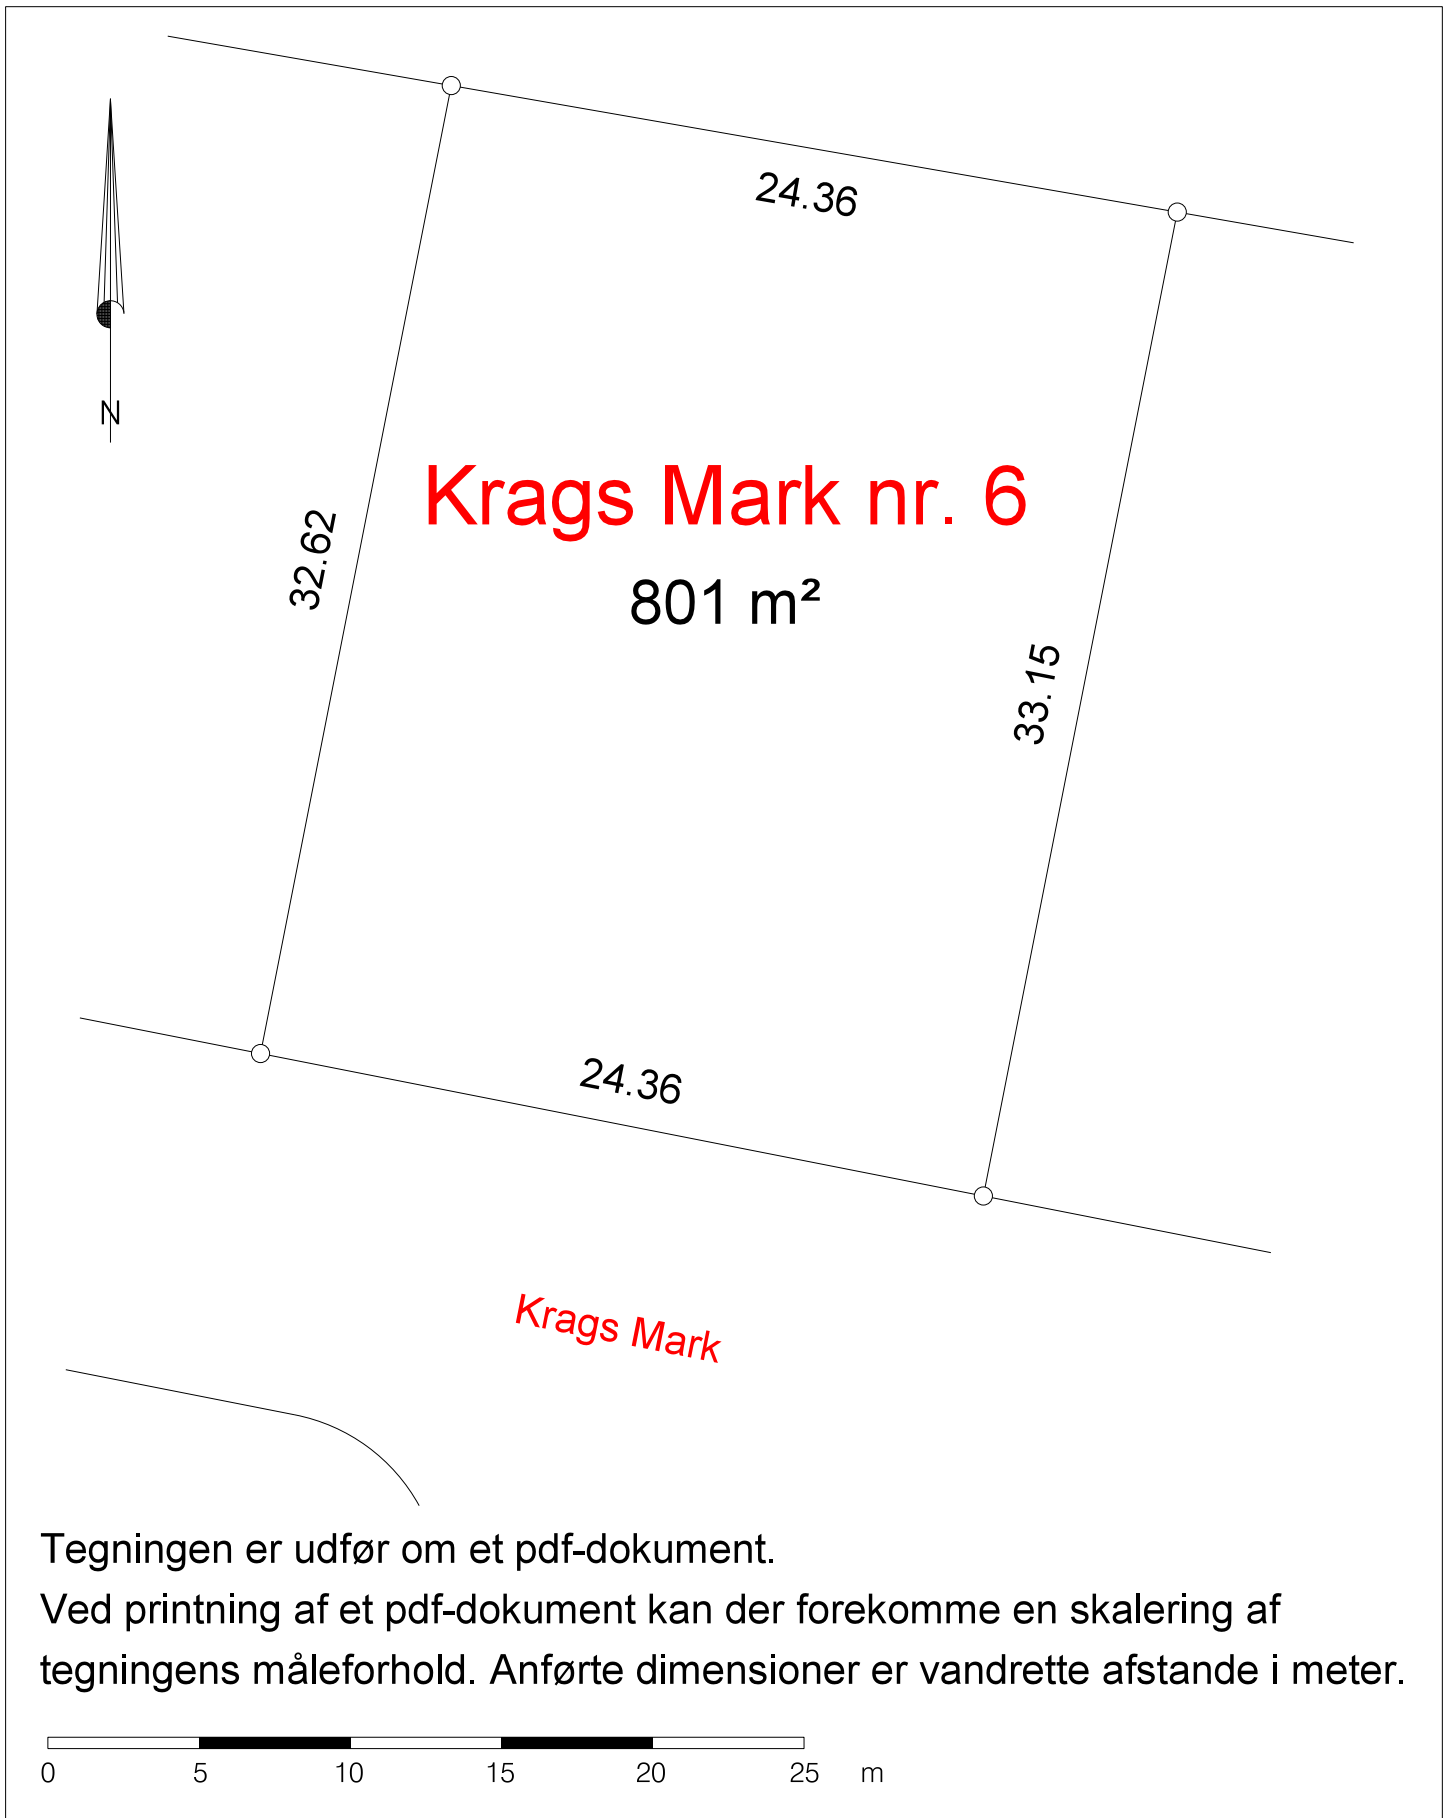 24.36
N
Krags Mark nr. 6
32.62
801 m²
33.15
24.36
Krags Mark
Tegningen er udfør om et pdf-dokument.
Ved printning af et pdf-dokument kan der forekomme en skalering af
tegningens måleforhold. Anførte dimensioner er vandrette afstande i meter.
0 5 10 15 20 25 m